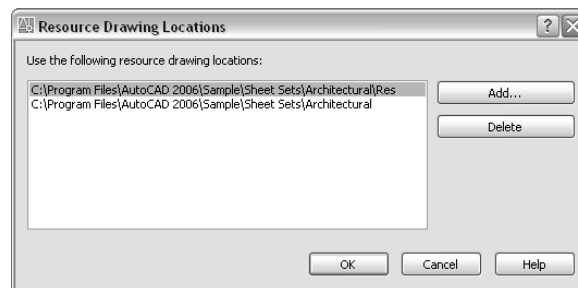 Resource Drawing Locations
Use the following resource drawing locations:
C:\Program Files\AutoCAD 2006\Sample\Sheet Sets\Architectural\Res
C:\Program Files\AutoCAD 2006\Sample\Sheet Sets\Architectural
Add...
Delete
OK
Cancel
Help